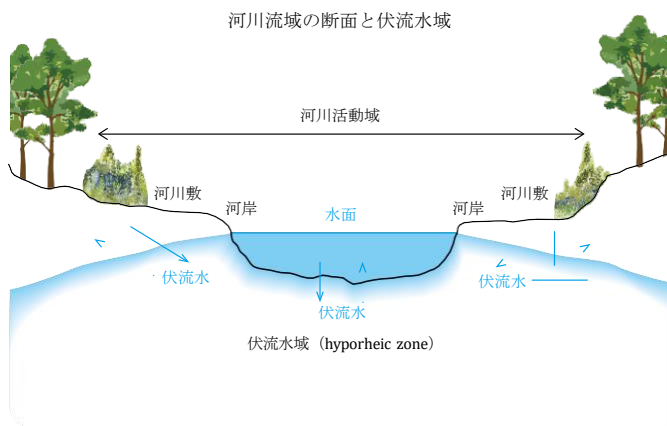 河川流域の断面と伏流水域
河川活動域
河川敷
河岸
水面
河岸
河川敷
伏流水
伏流水
伏流水
伏流水域（hyporheic zone）